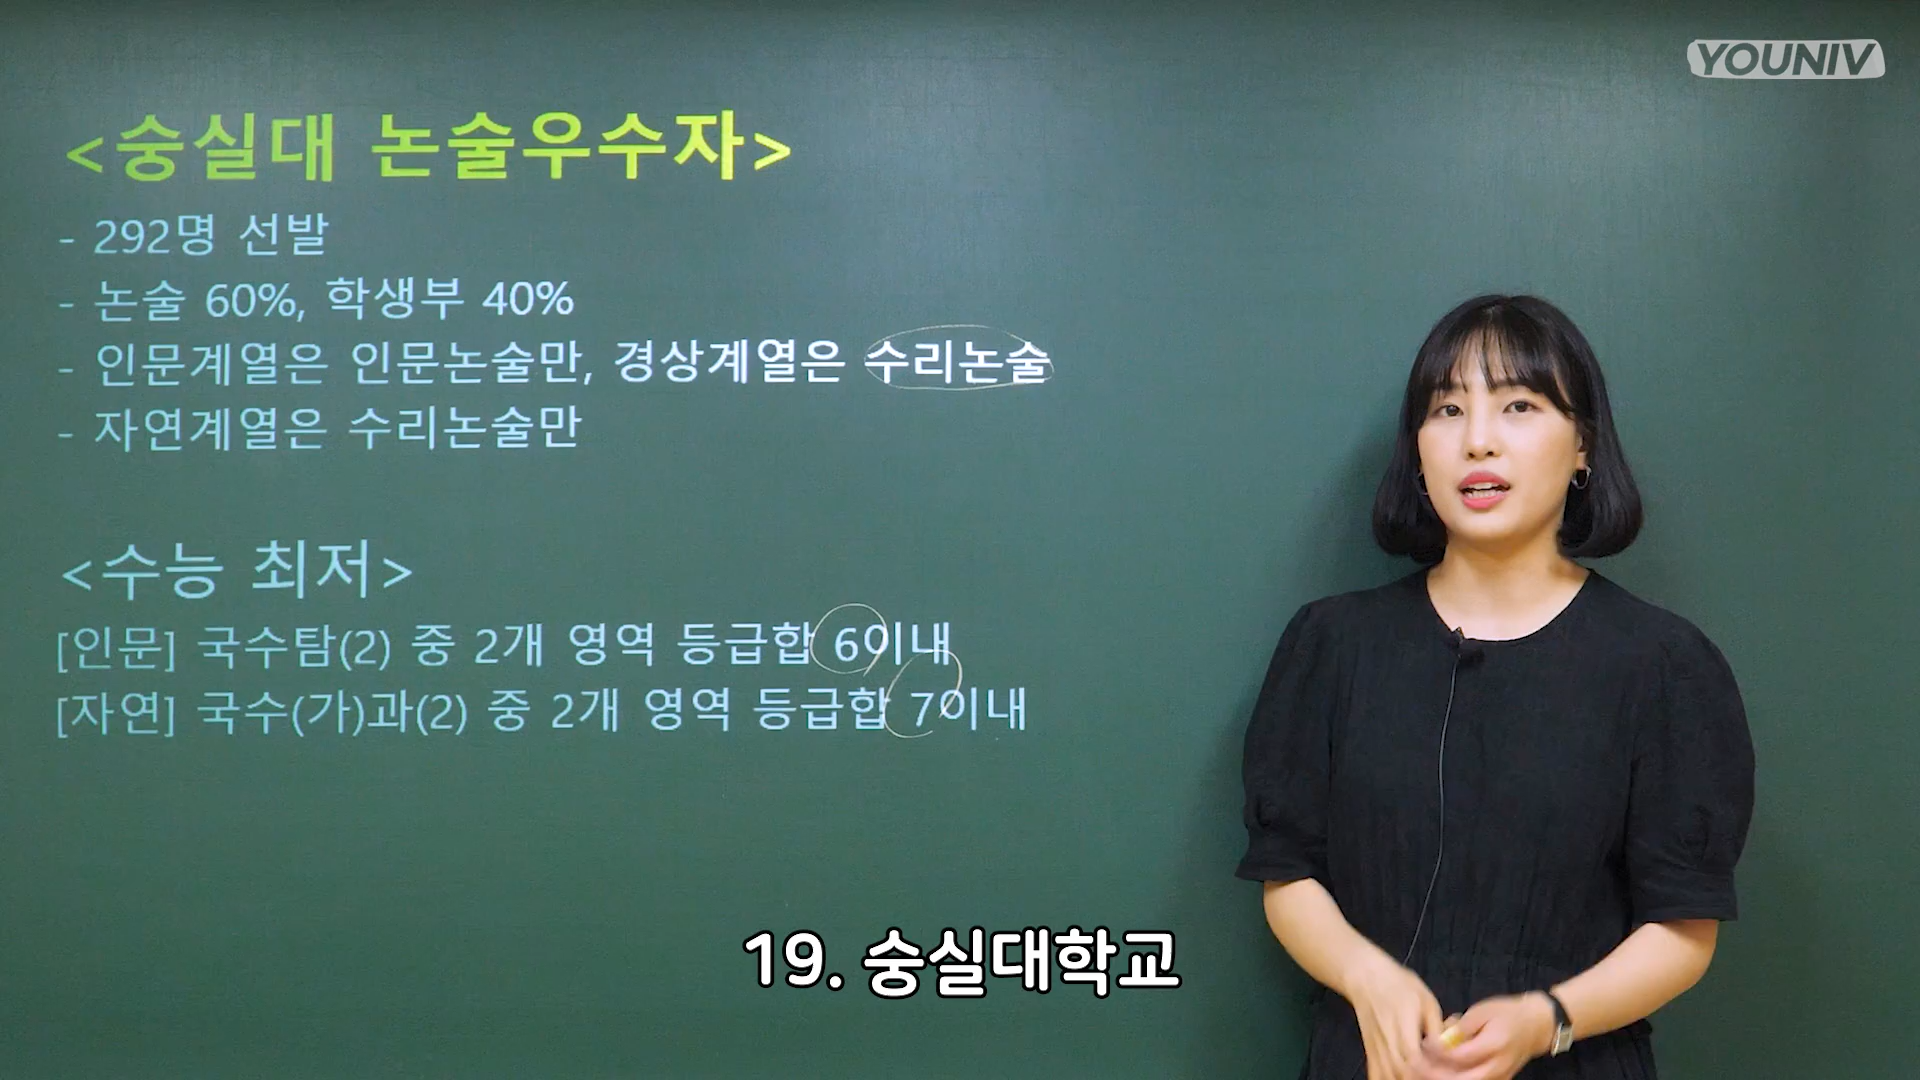 YOUNIV
<숭실대 논술우수자>
- 292명 선발
- 논술 60%, 학생부 40%
- 인문계열은 인문논술만, 경상계열은 수리논술
- 자연계열은 수리논술만
<수능 최저>
[인문] 국수탐(2) 중 2개 영역 등급합 6이내
[자연] 국수(가)과(2) 중 2개 영역 등급합 7이내
19. 숭실대학교